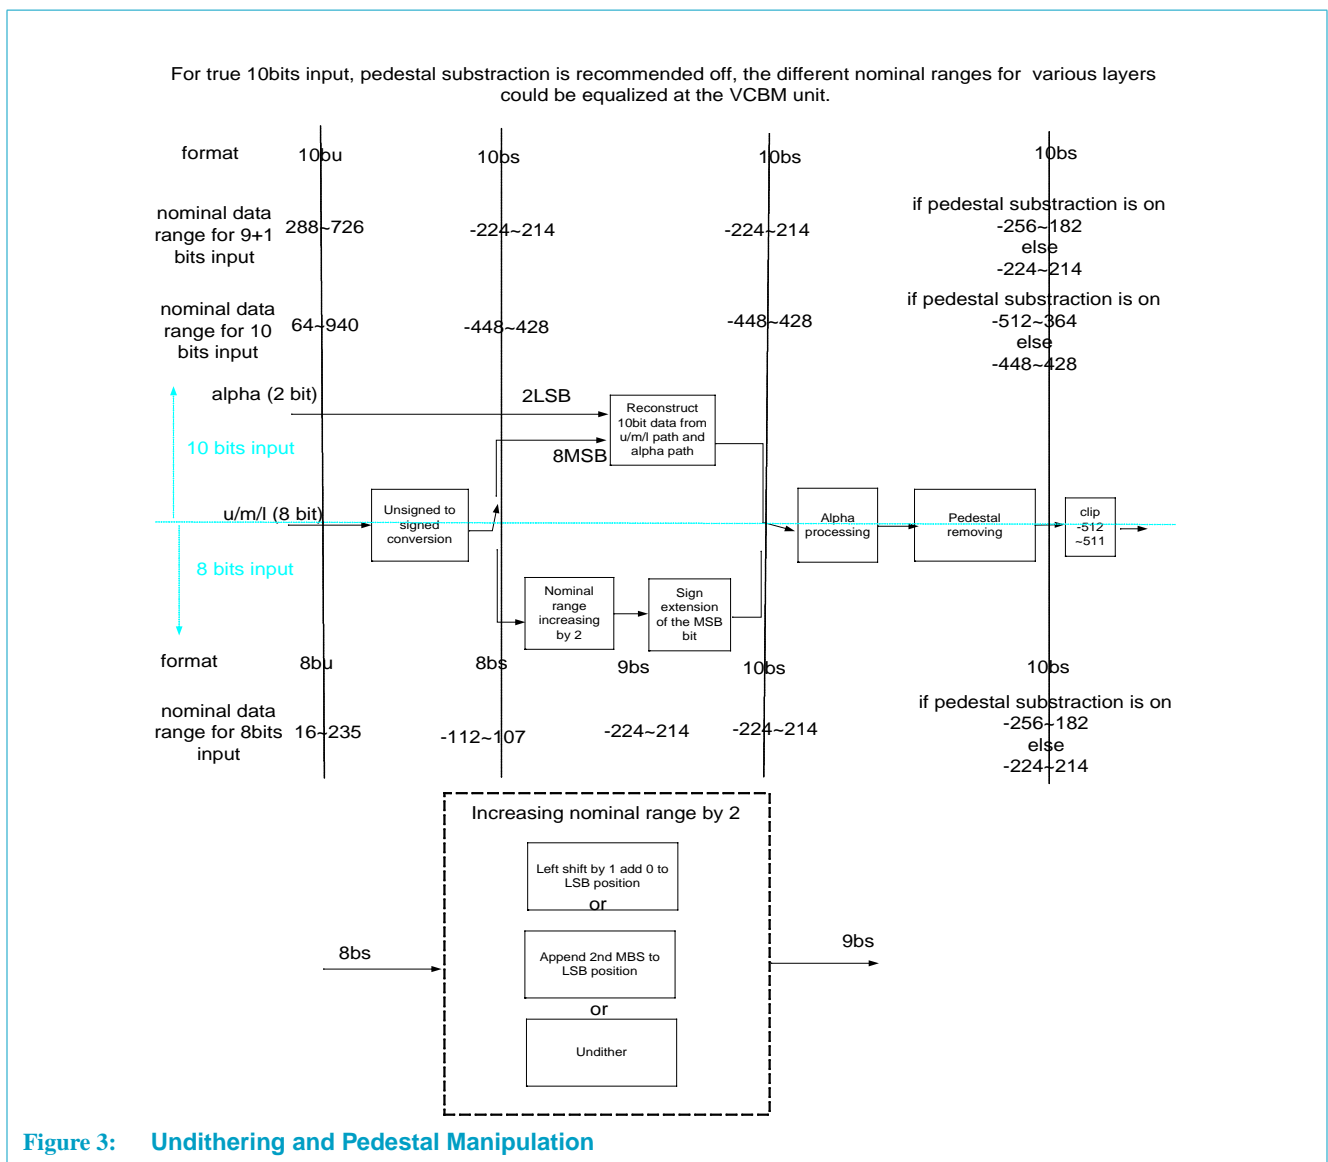 For true 10bits input, pedestal substraction is recommended off, the different nominal ranges for various layers
could be equalized at the VCBM unit.
format 10bu 10bs 10bs 10bs
nominal data
range for 9+1
bits input
288~726 -224~214 -224~214
if pedestal substraction is on
-256~182
else
-224~214
nominal data
range for 10
bits input
64~940 -448~428 -448~428
if pedestal substraction is on
-512~364
else
-448~428
alpha (2 bit)
2LSB
8MSB
Reconstruct
10bit data from
u/m/l path and
alpha path
10 bits input
u/m/l (8 bit)
Unsigned to
signed
conversion
Alpha
processing
Pedestal
removing
clip
-512
~511
8 bits input
Nominal
range
increasing
by 2
Sign
extension
of the MSB
bit
format 8bu 8bs 9bs 10bs 10bs
nominal data
range for 8bits
input
16~235 -112~107 -224~214 -224~214
if pedestal substraction is on
-256~182
else
-224~214
Increasing nominal range by 2
Left shift by 1 add 0 to
LSB position
or
8bs
Append 2nd MBS to
LSB position
9bs
or
Undither
Figure 3: Undithering and Pedestal Manipulation